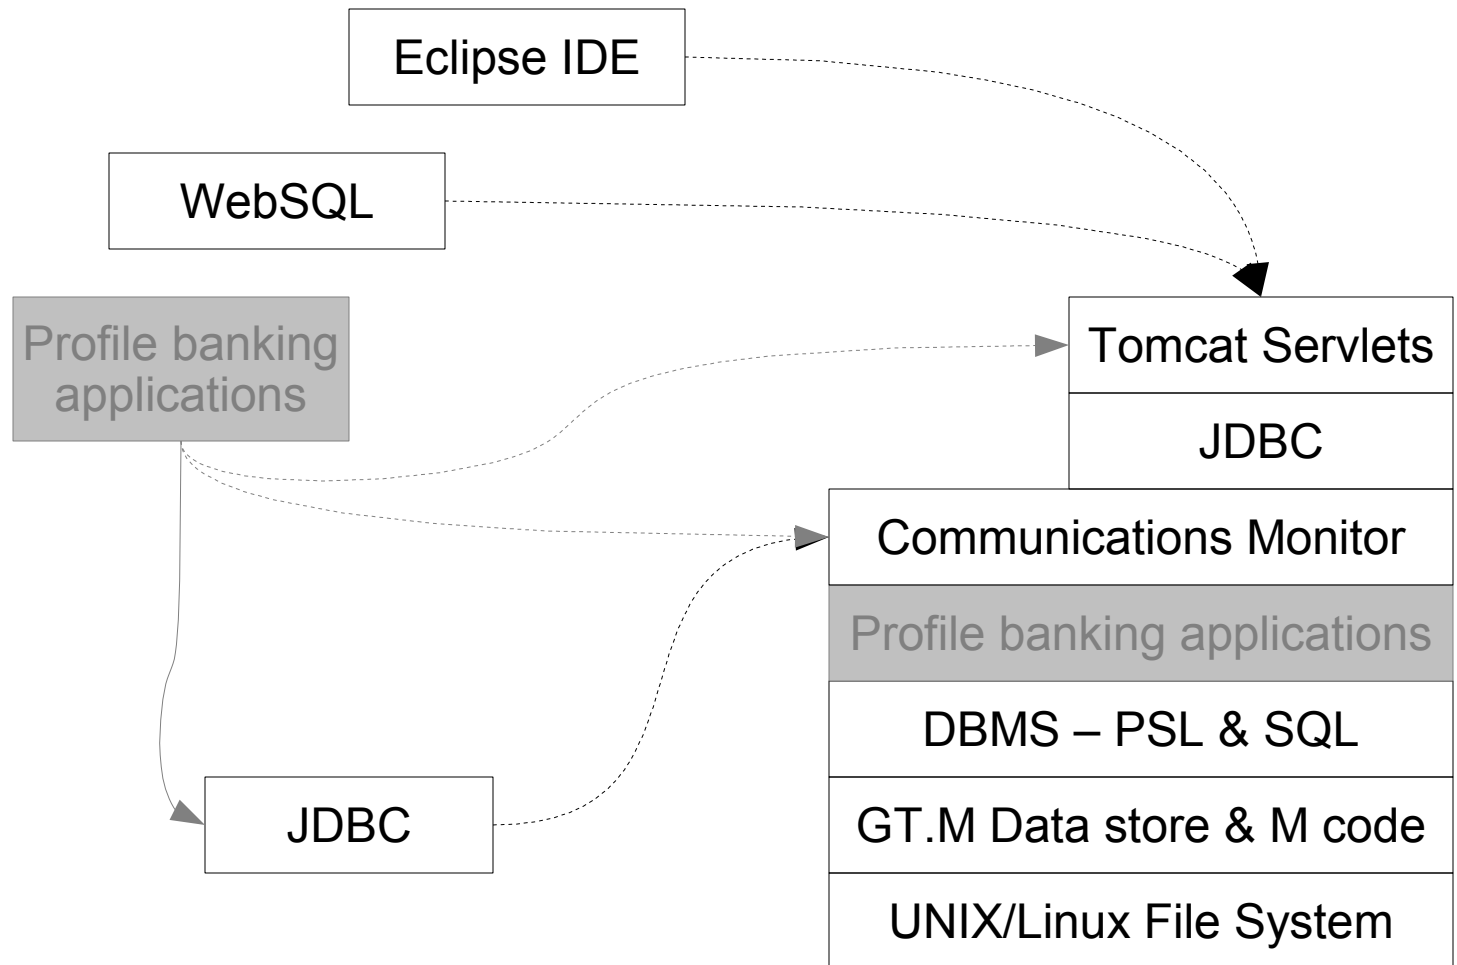 Eclipse IDE
WebSQL
Profile banking
applications
Tomcat Servlets
JDBC
Communications Monitor
Profile banking applications
DBMS – PSL & SQL
JDBC
GT.M Data store & M code
UNIX/Linux File System